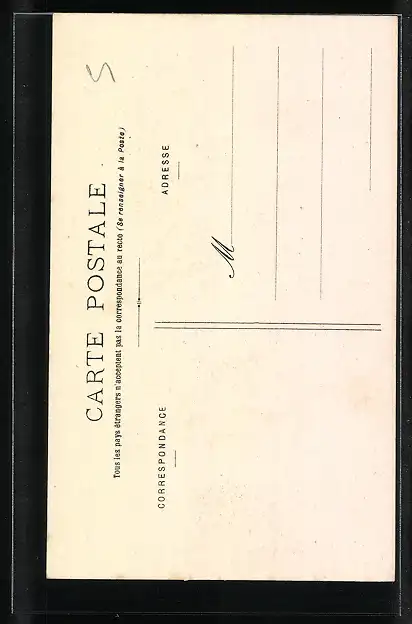 CARTE POSTALE
Tous les pays étrangers n'acceptent pas la correspondance au recto (Se renseigner à la Poste)
CORRESPONDANCE
ADRESSE
M